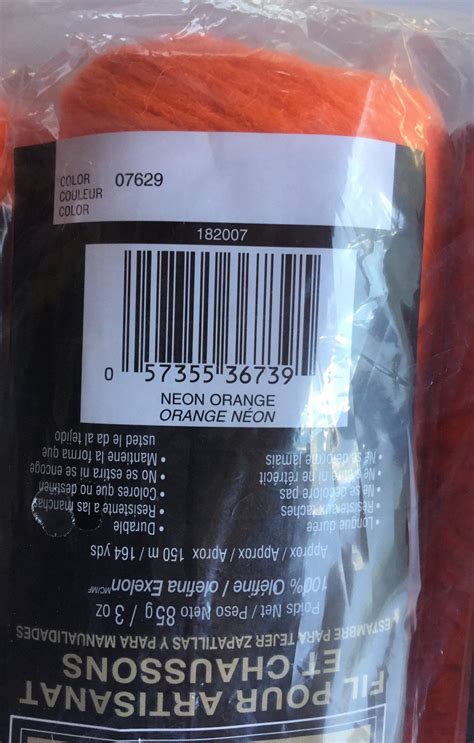 COLOR
COULEUR
COLOR
07629
182007
0 57355 36739
NEON ORANGE
ORANGE NÉON
FIL POUR ARTISANAT
ET CHAUSSONS
ESTAMBRE PARA TEJER ZAPATILLAS Y PARA MANUALIDADES
Poids Net / Peso Neto 85 g / 3 oz
100% Oléfine / olefina Exelon MC/MF
Approx / Aprox 150 m 164 yds
• Longue durée
• Résiste aux taches
• Ne se décolore pas
• Ne s'étire ni ne rétrécit
• Ne se déforme jamais
• Durable
• Resistente a las manchas
• Colores que no destiñen
• No se estira ni se encoge
• Mantiene la forma que
usted le da al tejido